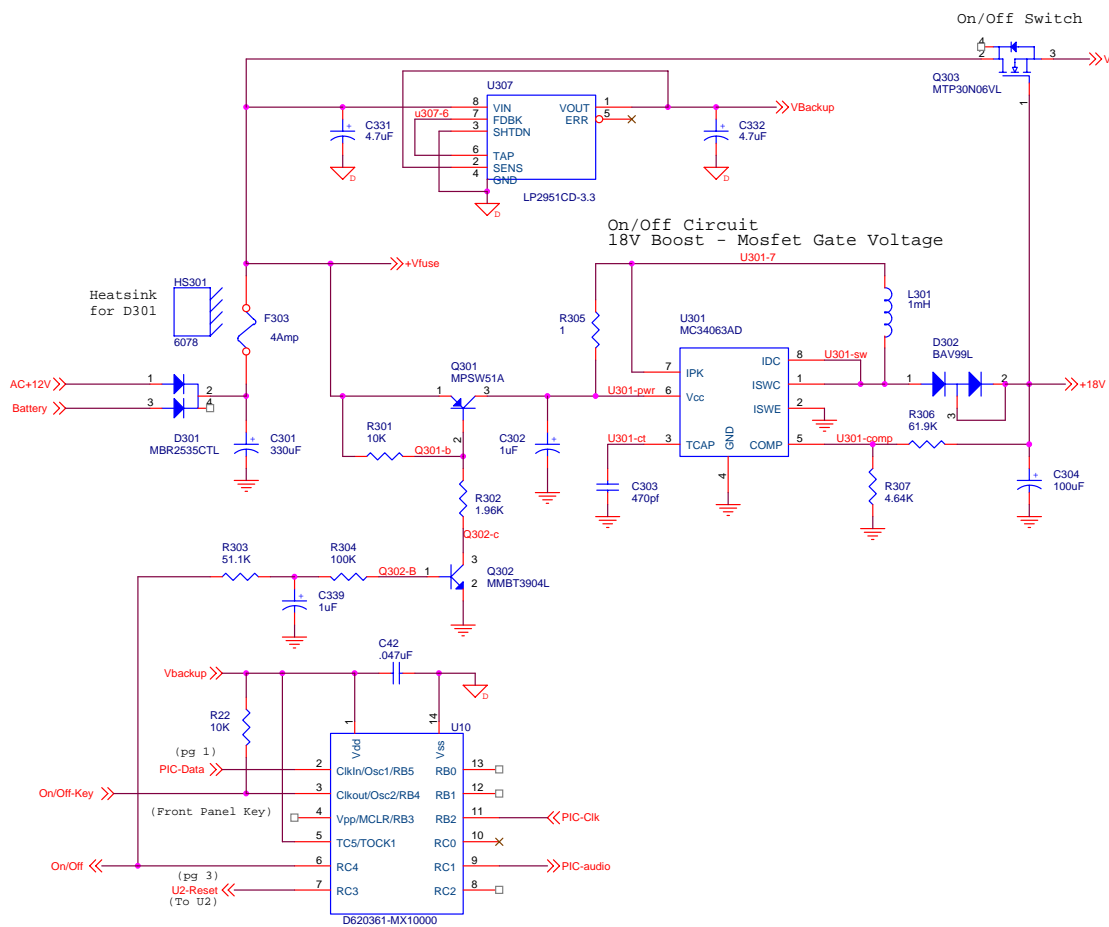 On/Off Switch
4
2
3
V
Q303
MTP30N06VL
1
U307
8
VIN
VOUT
1
VBackup
u307-6
7
FDBK
ERR
5
3
SHTDN
C331
4.7uF
C332
4.7uF
6
TAP
2
SENS
4
GND
D
D
D
LP2951CD-3.3
On/Off Circuit
18V Boost - Mosfet Gate Voltage
U301-7
+Vfuse
HS301
Heatsink
for D301
6078
F303
4Amp
L301
1mH
R305
1
U301
MC34063AD
D302
BAV99L
Q301
MPSW51A
7
IPK
IDC
8
U301-sw
AC+12V
1
2
1
3
U301-pwr
6
Vcc
ISWC
1
1
2
+18V
Battery
3
4
ISWE
2
3
R306
61.9K
2
D301
MBR2535CTL
C301
330uF
R301
10K
Q301-b
C302
1uF
U301-ct
3
TCAP
GND
COMP
5
U301-comp
4
C303
470pf
R307
4.64K
C304
100uF
R302
1.96K
Q302-c
R303
51.1K
R304
100K
Q302-B
1
3
2
Q302
MMBT3904L
C339
1uF
C42
.047uF
Vbackup
D
R22
10K
1
14
U10
Vdd
Vss
(pg 1)
PIC-Data
2
ClkIn/Osc1/RB5
RB0
13
On/Off-Key
3
Clkout/Osc2/RB4
RB1
12
(Front Panel Key)
4
Vpp/MCLR/RB3
RB2
11
PIC-Clk
5
TC5/TOCK1
RC0
10
On/Off
6
RC4
RC1
9
PIC-audio
(pg 3)
U2-Reset
7
RC3
RC2
8
(To U2)
D620361-MX10000